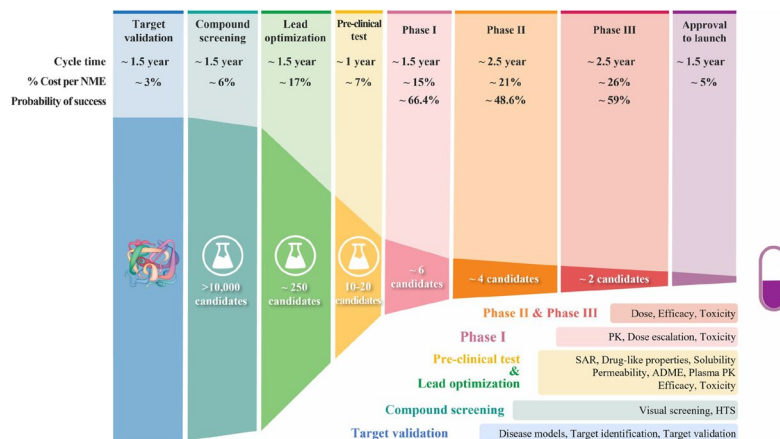 Target validation
Compound screening
Lead optimization
Pre-clinical test
Phase I
Phase II
Phase III
Approval to launch
Cycle time ~ 1.5 year ~ 1.5 year ~ 1.5 year ~ 1 year ~ 1.5 year ~ 2.5 year ~ 2.5 year ~ 1.5 year
% Cost per NME ~ 3% ~ 6% ~ 17% ~ 7% ~ 15% ~ 21% ~ 26% ~ 5%
Probability of success ~ 66.4% ~ 48.6% ~ 59%
>10,000
candidates
~ 250
candidates
10-20
candidates
~ 6
candidates
~ 4 candidates
~ 2 candidates
Phase II & Phase III
Dose, Efficacy, Toxicity
Phase I
PK, Dose escalation, Toxicity
Pre-clinical test
&
Lead optimization
SAR, Drug-like properties, Solubility
Permeability, ADME, Plasma PK
Efficacy, Toxicity
Compound screening
Visual screening, HTS
Target validation
Disease models, Target identification, Target validation